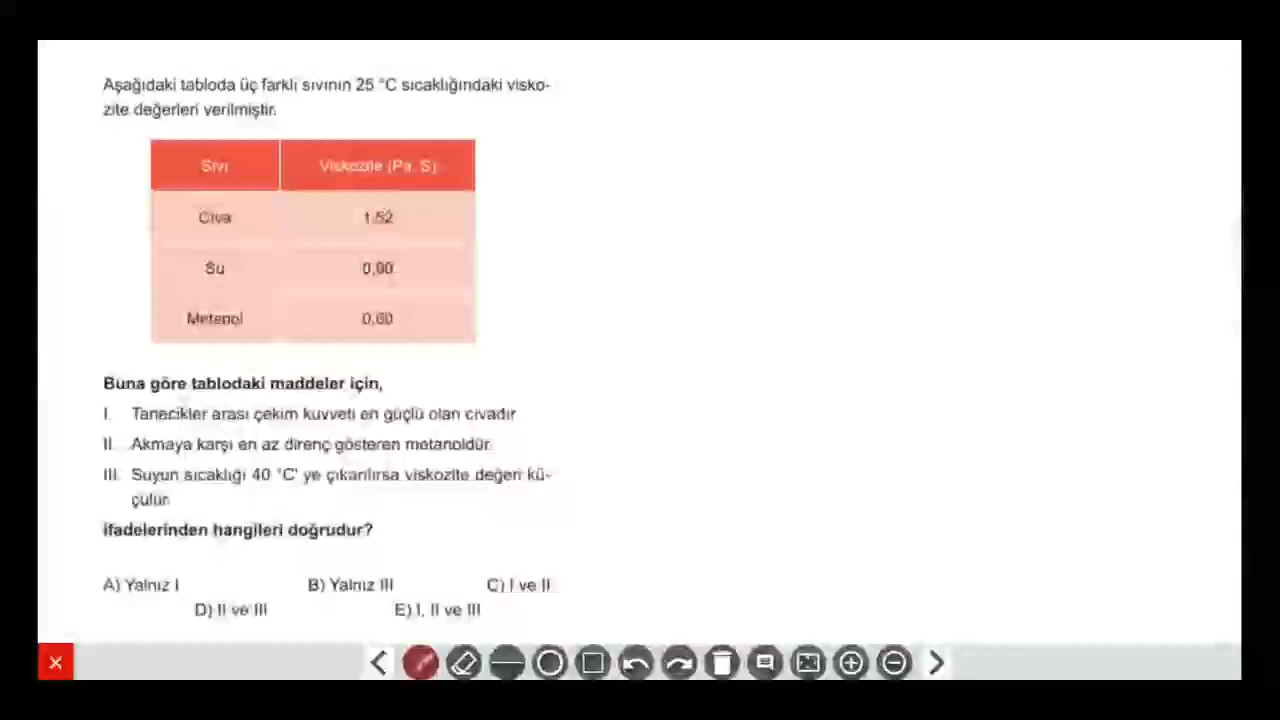 Aşağıdaki tabloda üç farklı sıvının 25 °C sıcaklığındaki visko-
zite değerleri verilmiştir.
Sıvı Viskozite (Pa. S)
Civa 1,52
Su 0,90
Metanol 0,60
Buna göre tablodaki maddeler için,
I. Tanecikler arası çekim kuvveti en güçlü olan civadır.
II. Akmaya karşı en az direnç gösteren metanoldür.
III. Suyun sıcaklığı 40 °C' ye çıkarılırsa viskozite değeri kü-
çülür.
ifadelerinden hangileri doğrudur?
A) Yalnız I B) Yalnız III C) I ve II
D) II ve III E) I, II ve III